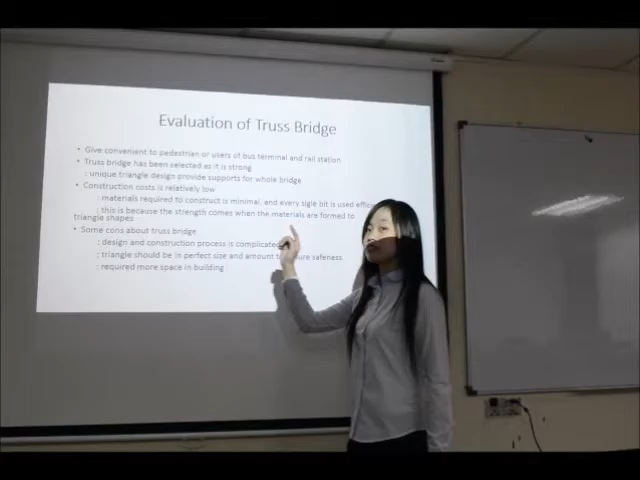 Evaluation of Truss Bridge
• Give convenient to pedestrian or users of bus terminal and rail station
• Truss bridge has been selected as it is strong
: unique triangle design provide supports for whole bridge
• Construction costs is relatively low
: materials required to construct is minimal, and every sigle bit is used
: this is because the strength comes when the materials are formed to
triangle shapes
• Some cons about truss bridge
: design and construction process is complicated
: triangle should be in perfect size and amount safeness
: required more space in building